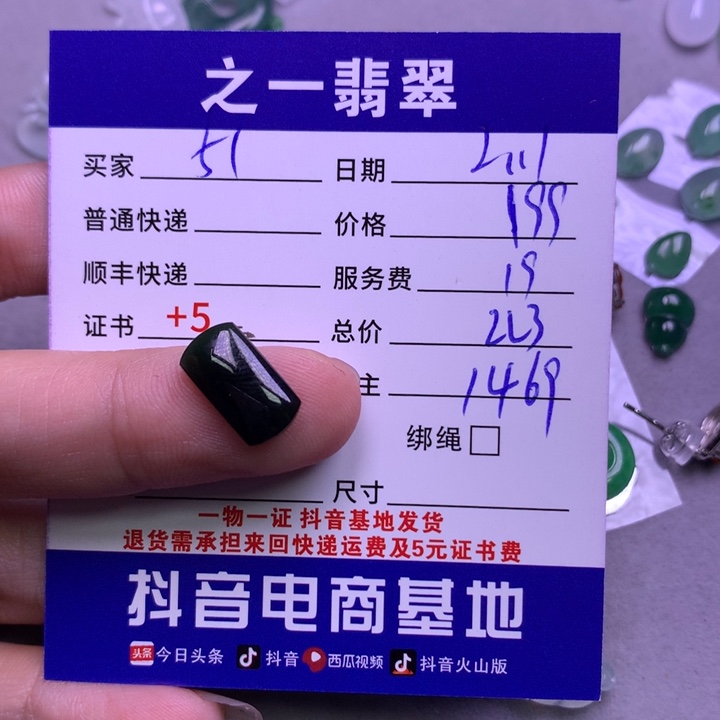 之一翡翠
买家 51 日期
普通快递 价格 199
顺丰快递 服务费 19
证书 +5 总价 223
主 1469
绑绳
尺寸
一物一证 抖音基地发货
退货需承担来回快递运费及5元证书费
抖音电商基地
头条 今日头条 抖音 西瓜视频 抖音火山版